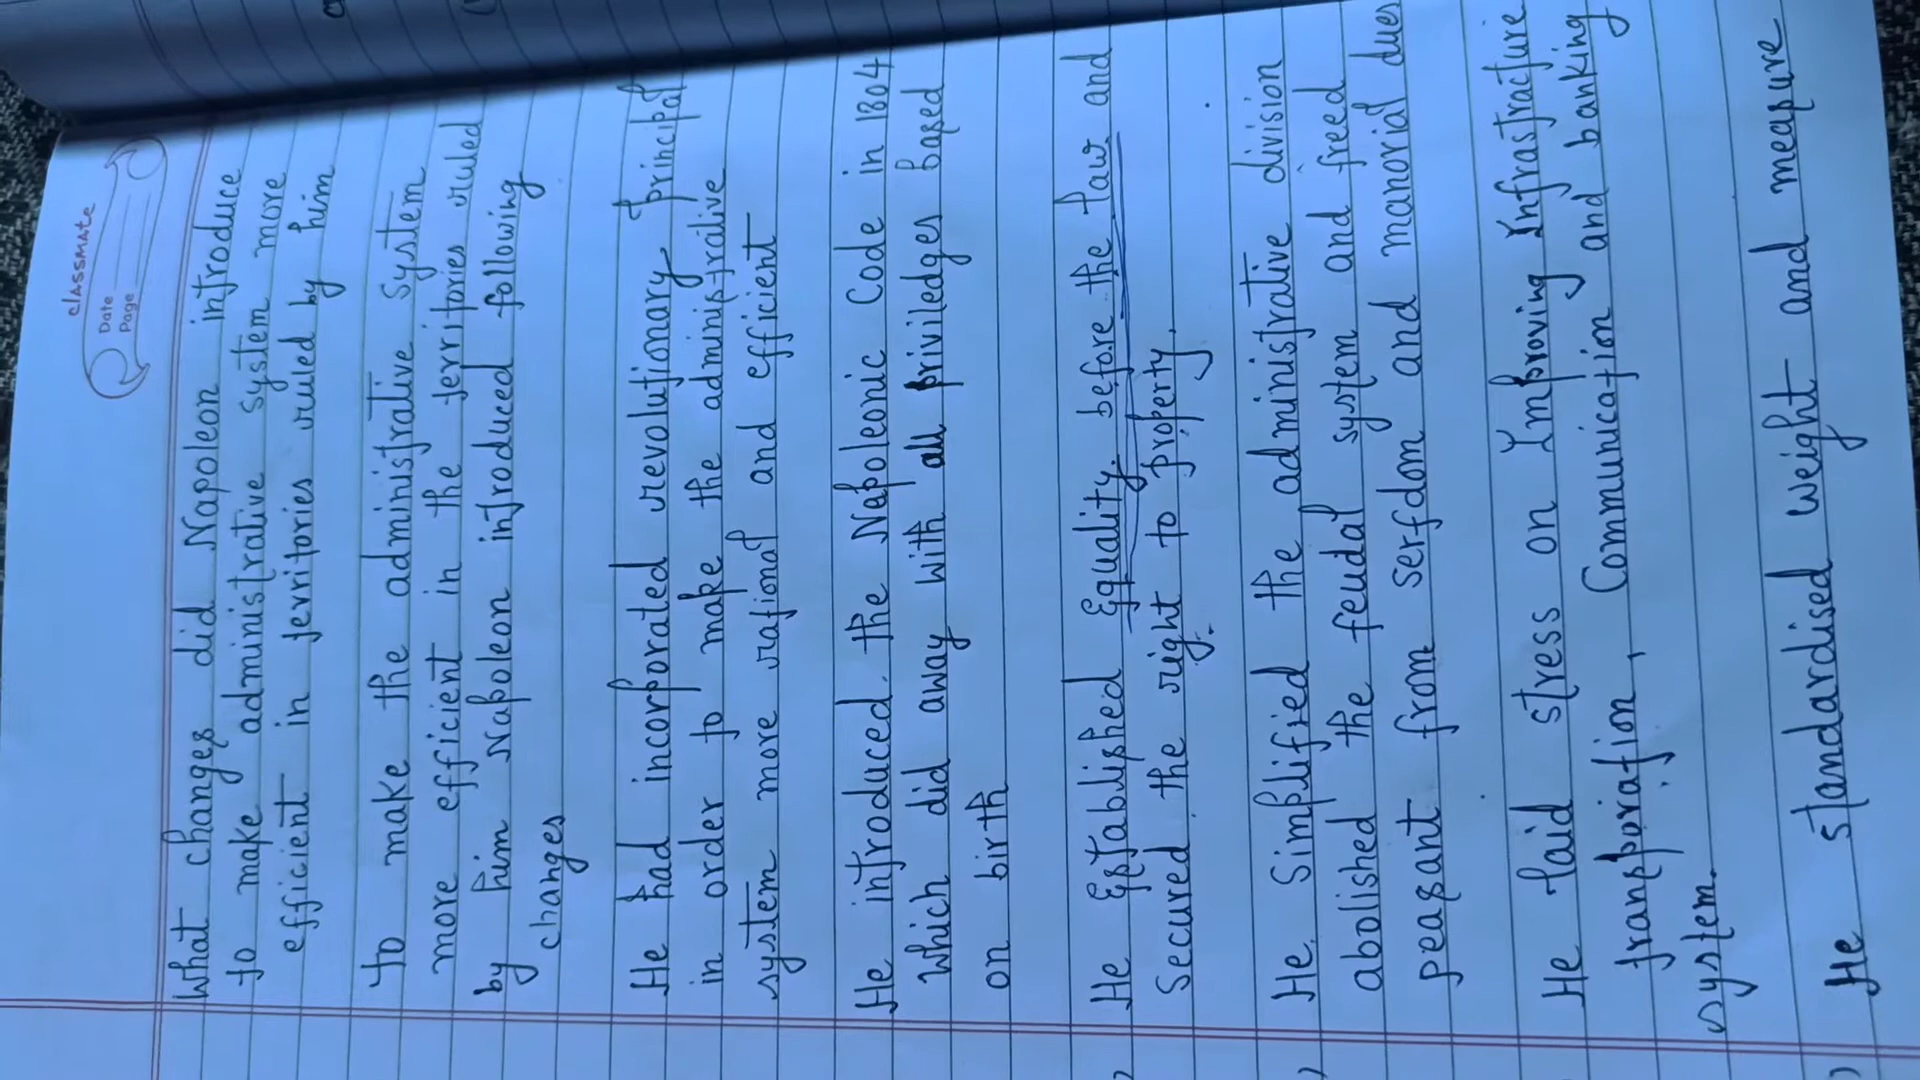 classmate
Date
Page
What changes did Napoleon introduce
to make administrative system more
efficient in territories ruled by him
to make the administrative system
more efficient in the territories ruled
by him Napoleon introduced following
changes
He had incorporated revolutionary principal
in order to make the administrative
system more rational and efficient
He introduced the Napoleonic Code in 1804
which did away with all priviledges based
on birth
He Established Equality before the law and
Secured the right to property.
He Simplified the administrative division
abolished the feudal system and freed
peasant from serfdom and manorial dues
He laid stress on Improving Infrastracture
transporation, Communication and banking
system.
He standardised weight and measure